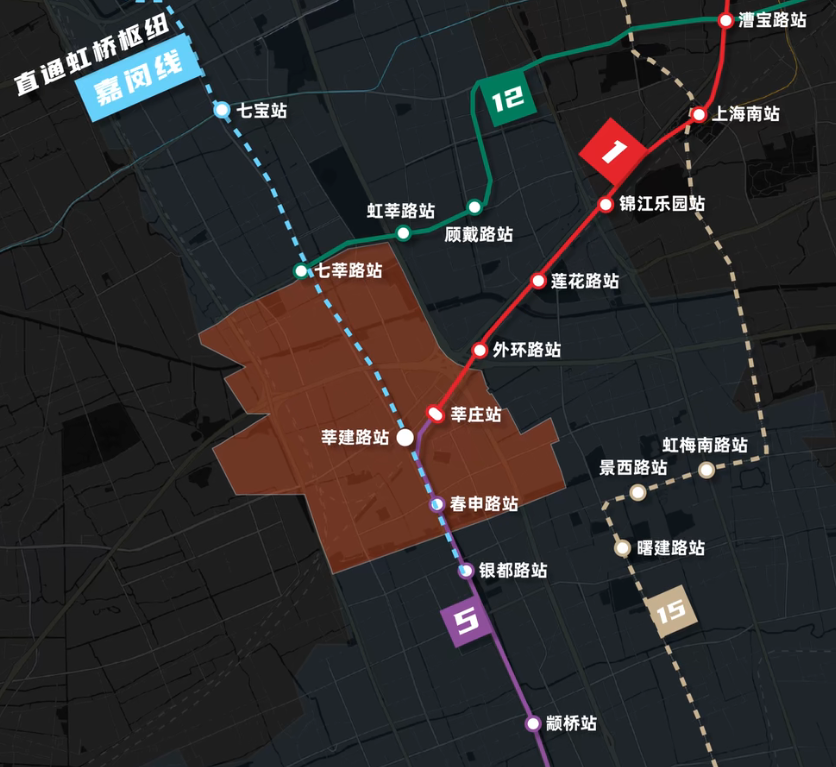 直通虹桥枢纽
嘉闵线
漕宝路站
12
七宝站
上海南站
1
锦江乐园站
虹莘路站
顾戴路站
七莘路站
莲花路站
外环路站
莘庄站
莘建路站
虹梅南路站
景西路站
春申路站
曙建路站
银都路站
15
5
颛桥站